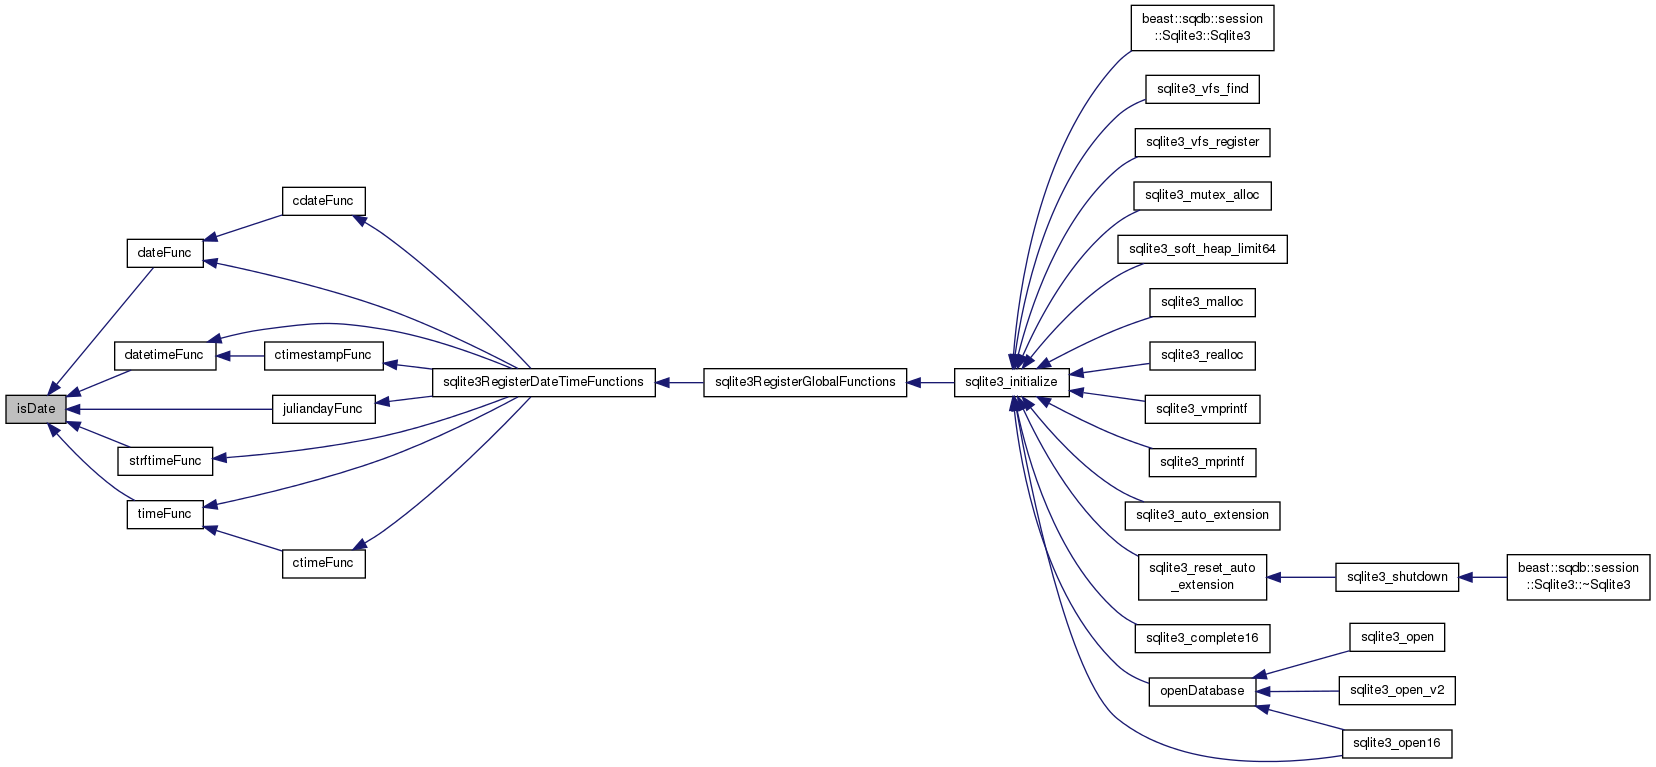 beast::sqdb::session
::Sqlite3::Sqlite3
sqlite3_vfs_find
sqlite3_vfs_register
sqlite3_mutex_alloc
cdateFunc
dateFunc
sqlite3_soft_heap_limit64
sqlite3_malloc
datetimeFunc
ctimestampFunc
sqlite3_realloc
sqlite3RegisterDateTimeFunctions
sqlite3RegisterGlobalFunctions
sqlite3_initialize
isDate
juliandayFunc
sqlite3_vmprintf
strftimeFunc
sqlite3_mprintf
timeFunc
sqlite3_auto_extension
ctimeFunc
sqlite3_reset_auto
_extension
sqlite3_shutdown
beast::sqdb::session
::Sqlite3::~Sqlite3
sqlite3_complete16
sqlite3_open
openDatabase
sqlite3_open_v2
sqlite3_open16